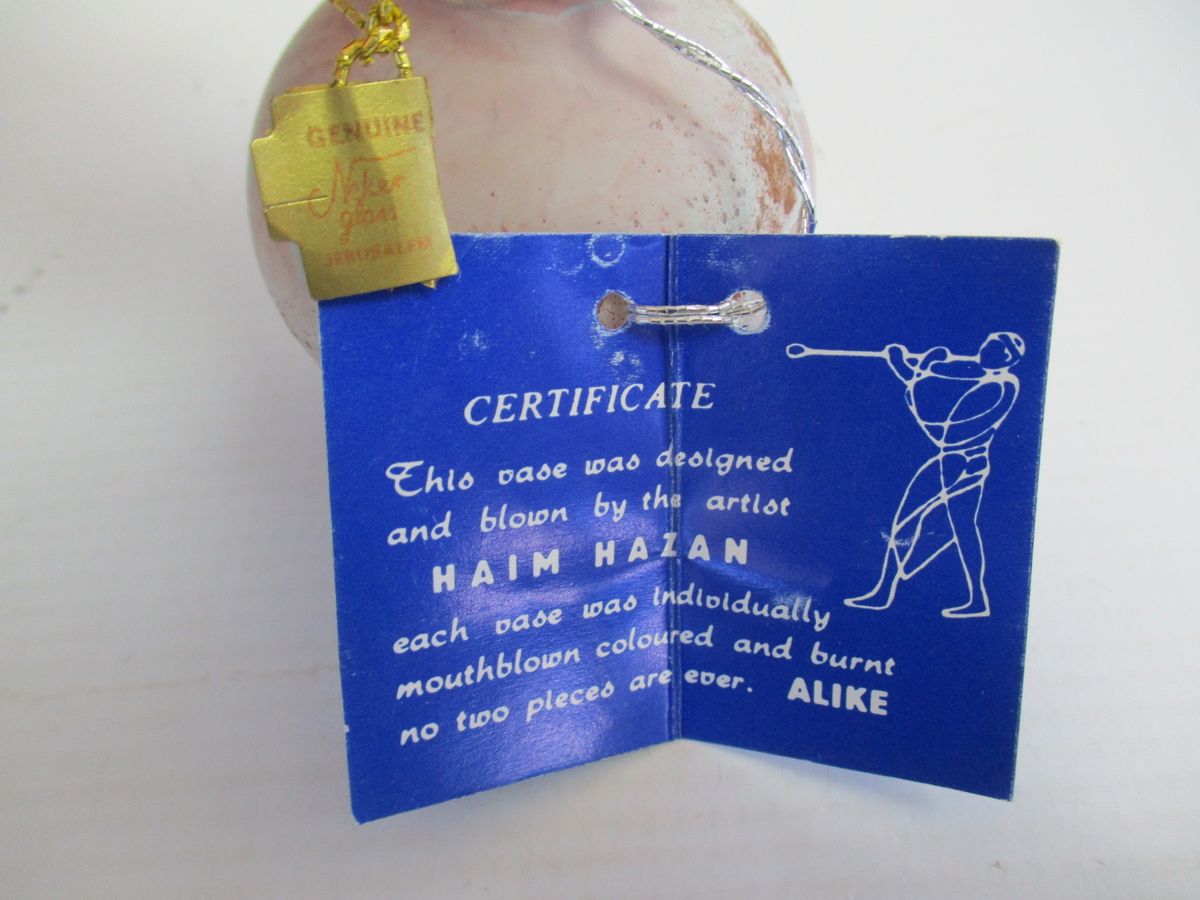 GENUINE
Neker
glass
JERUSALEM
CERTIFICATE
This vase was designed
and blown by the artist
HAIM HAZAN
each vase was individually
mouthblown coloured and burnt
no two pieces are ever. ALIKE